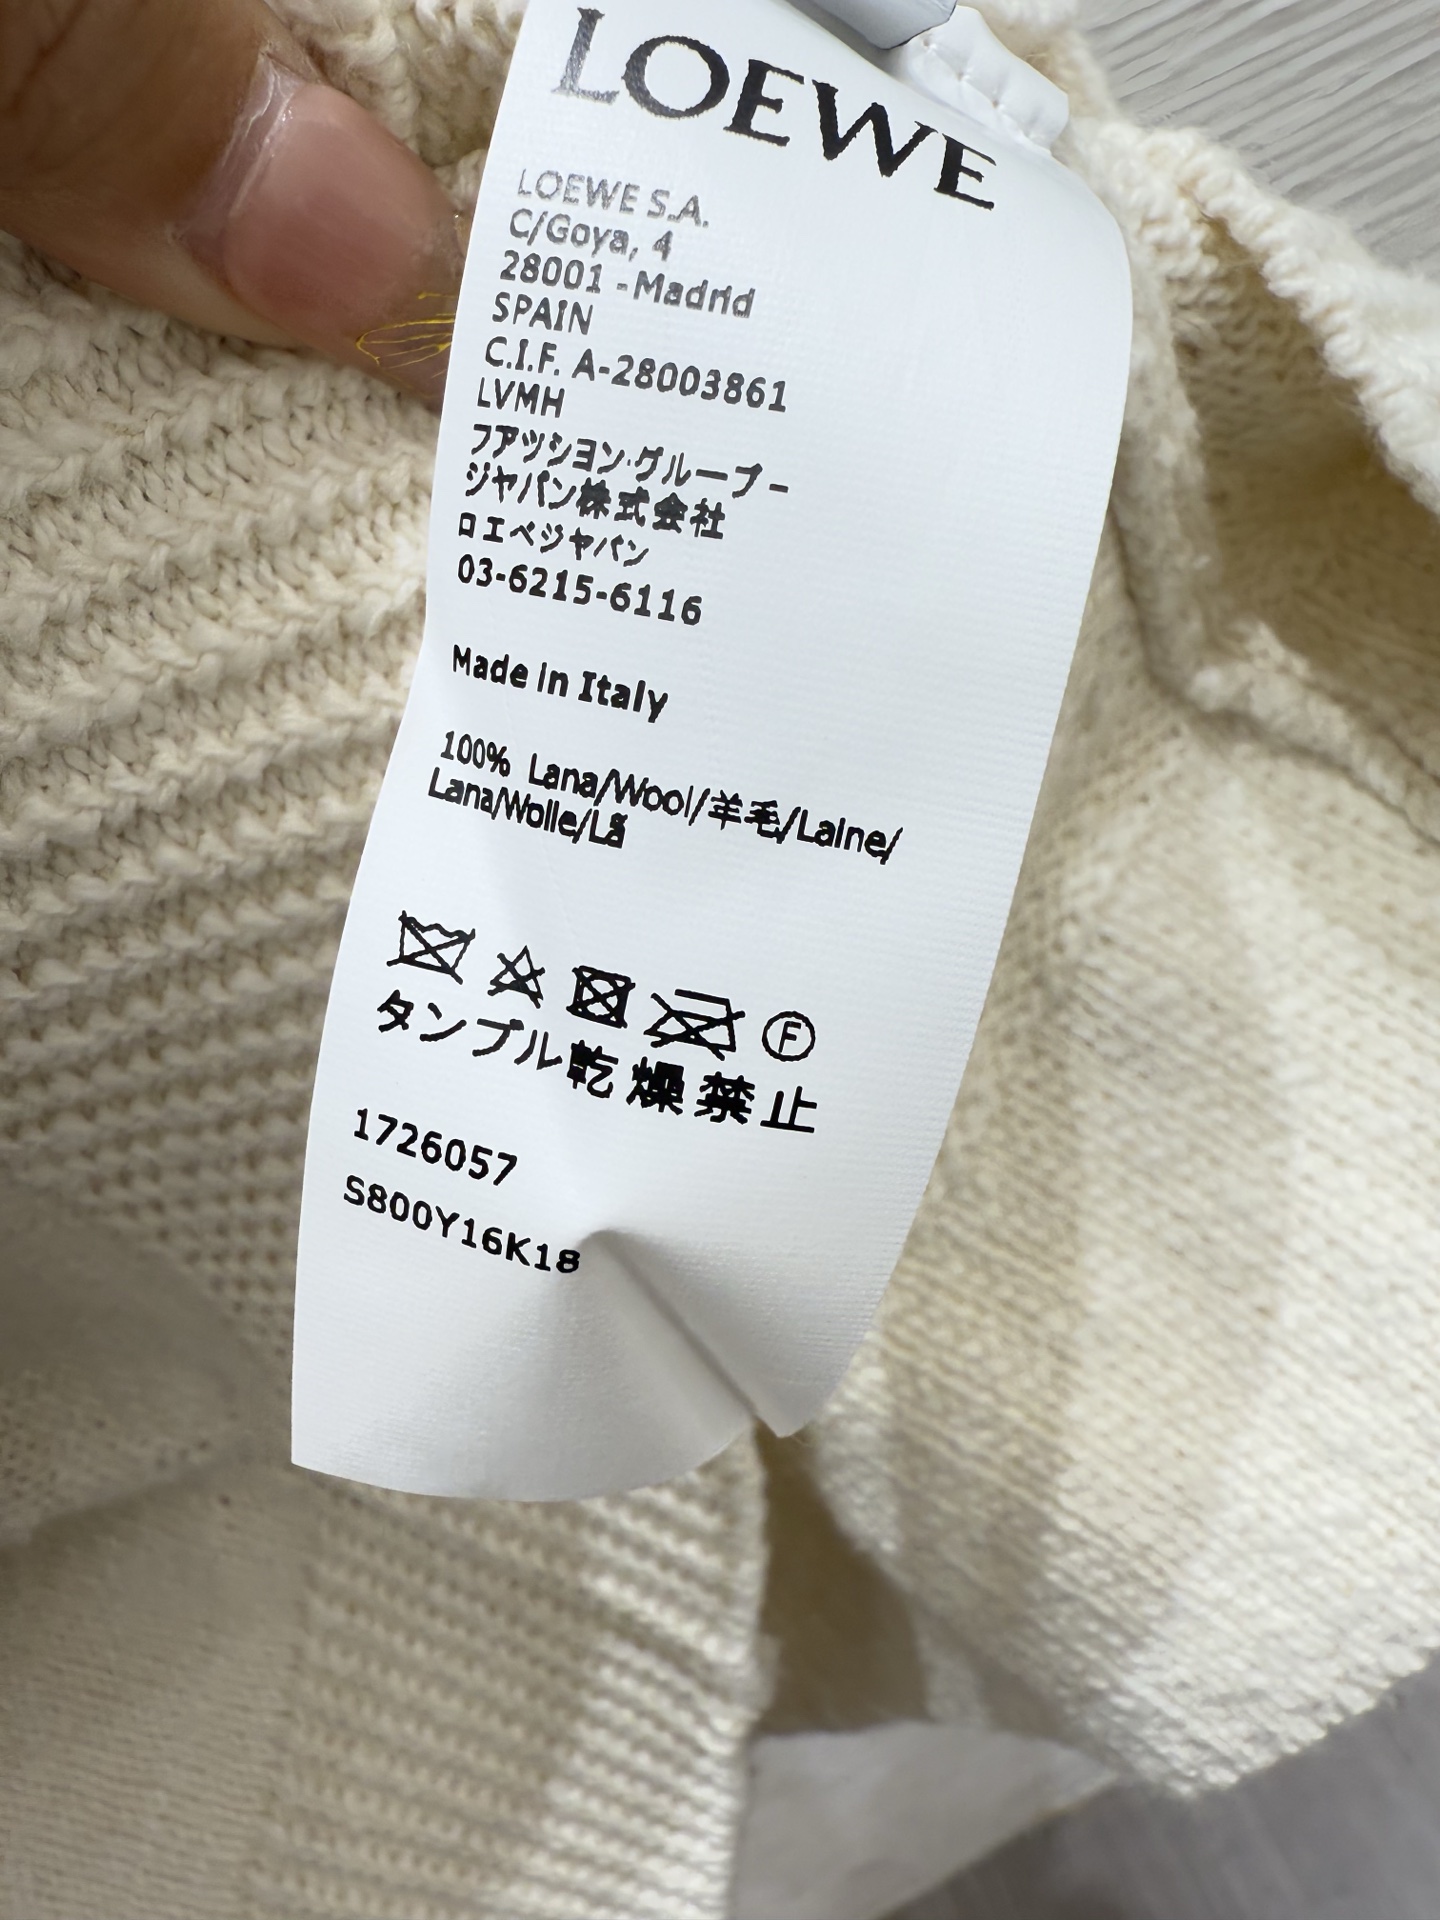 LOEWE
LOEWE S.A.
C/Goya, 4
28001 - Madrid
SPAIN
C.I.F. A-28003861
LVMH
ファッション・グループ -
ジャパン株式会社
ロエベジャパン
03-6215-6116
Made in Italy
100% Lana/Wool/羊毛/Laine/
Lana/Wolle/Lã
F
タンブル乾燥禁止
1726057
S800Y16K18